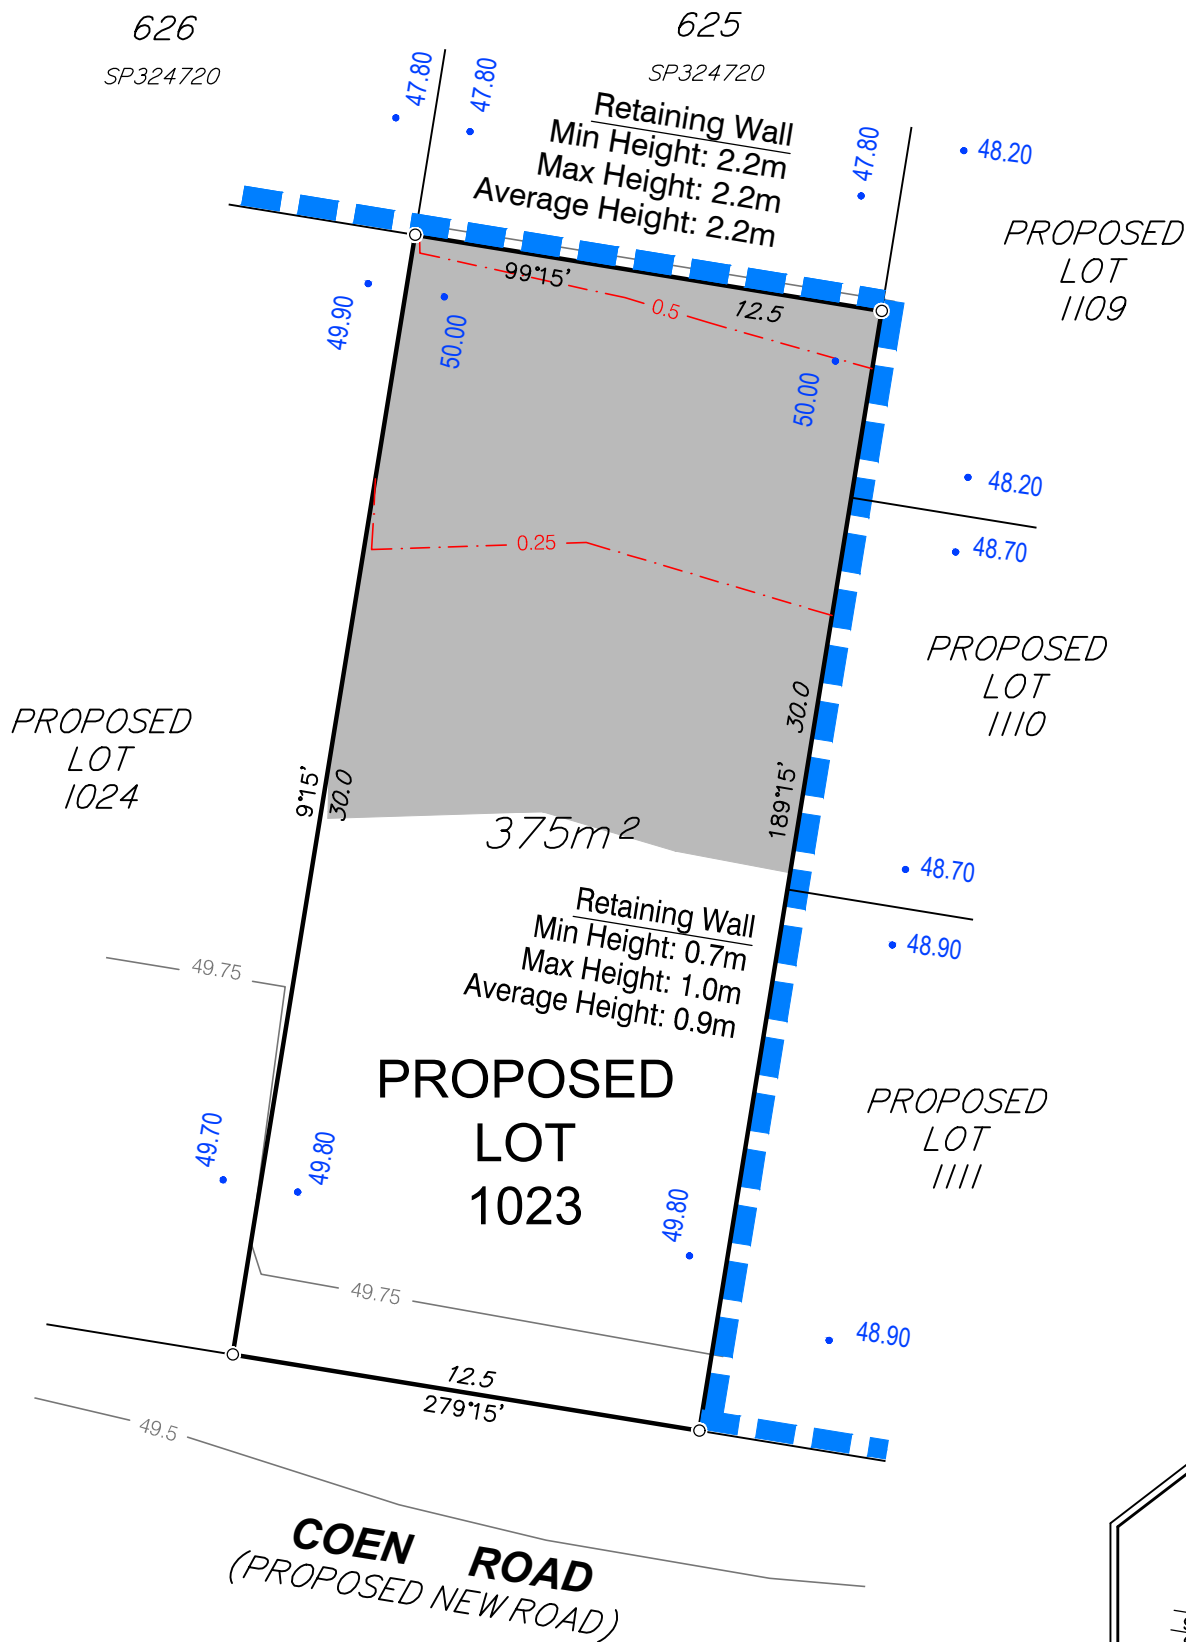 626
SP324720
625
SP324720
47.80
47.80
Retaining Wall
Min Height: 2.2m
Max Height: 2.2m
Average Height: 2.2m
47.80
48.20
PROPOSED
LOT
1109
99°15'
12.5
0.5
49.90
50.00
50.00
48.20
48.70
0.25
PROPOSED
LOT
1110
PROPOSED
LOT
1024
9°15'
30.0
30.0
189°15'
375m²
48.70
48.90
Retaining Wall
Min Height: 0.7m
Max Height: 1.0m
Average Height: 0.9m
49.75
PROPOSED
LOT
1023
PROPOSED
LOT
1111
49.70
49.80
49.80
49.75
48.90
12.5
279°15'
49.5
COEN ROAD
(PROPOSED NEW ROAD)